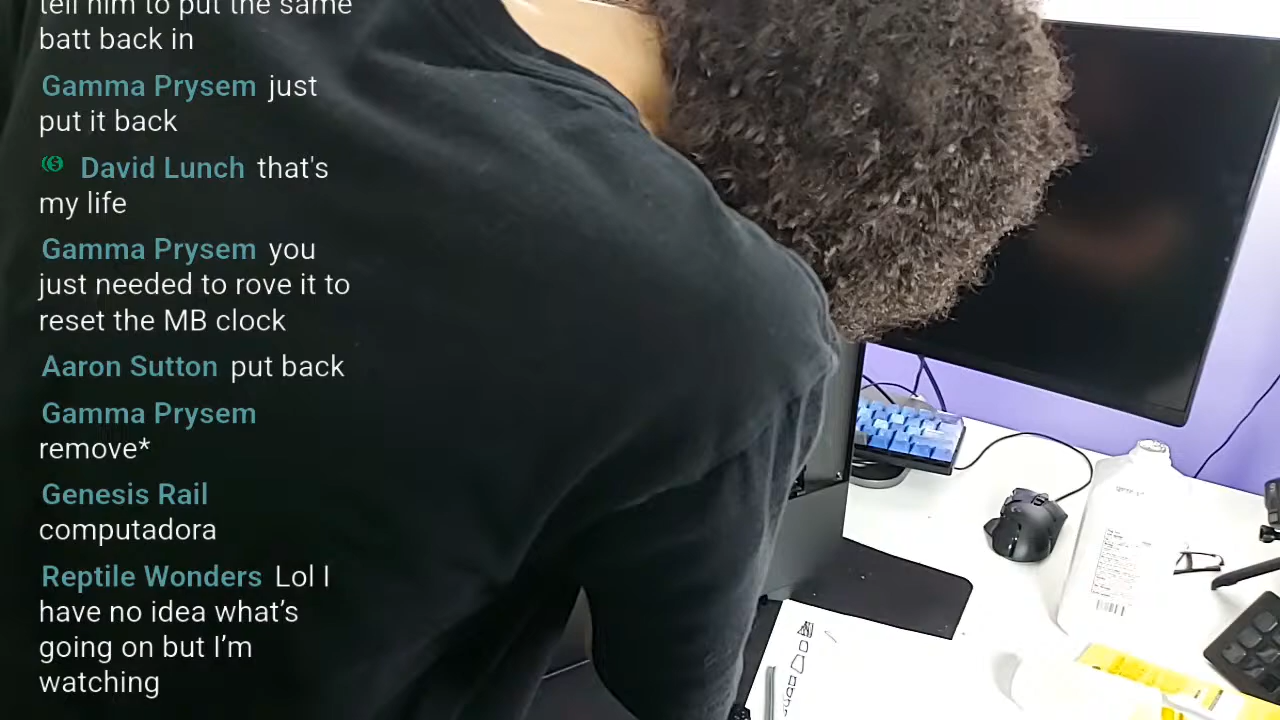 tell him to put the same
batt back in
Gamma Prysem just
put it back
David Lunch that's
my life
Gamma Prysem you
just needed to rove it to
reset the MB clock
Aaron Sutton put back
Gamma Prysem
remove*
Genesis Rail
computadora
Reptile Wonders Lol I
have no idea what's
going on but I'm
watching